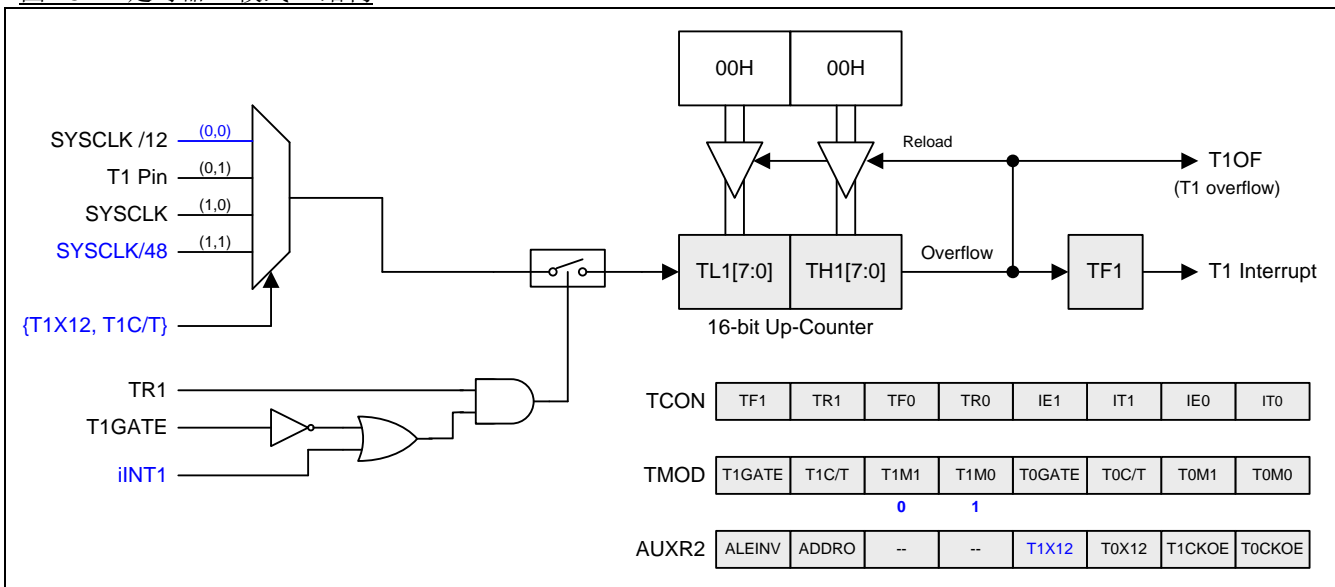 00H 00H
SYSCLK /12 (0,0)
T1 Pin (0,1)
SYSCLK (1,0)
SYSCLK/48 (1,1)
{T1X12, T1C/T}
Reload
T1OF
(T1 overflow)
TL1[7:0] TH1[7:0] Overflow TF1 T1 Interrupt
16-bit Up-Counter
TR1
T1GATE
iINT1
TCON TF1 TR1 TF0 TR0 IE1 IT1 IE0 IT0
TMOD T1GATE T1C/T T1M1 T1M0 T0GATE T0C/T T0M1 T0M0
0 1
AUXR2 ALEINV ADDRO -- -- T1X12 T0X12 T1CKOE T0CKOE